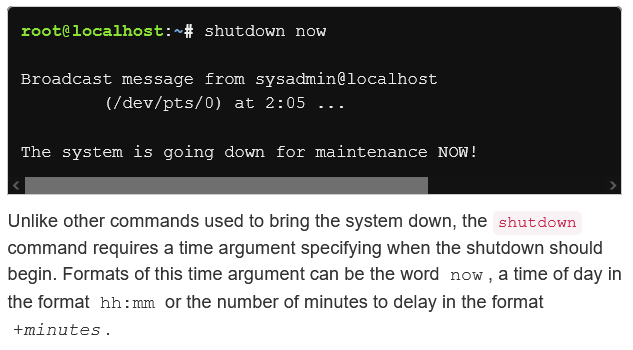 root@localhost:~# shutdown now
Broadcast message from sysadmin@localhost
(/dev/pts/0) at 2:05 ...
The system is going down for maintenance NOW!
Unlike other commands used to bring the system down, the shutdown
command requires a time argument specifying when the shutdown should
begin. Formats of this time argument can be the word now , a time of day in
the format hh:mm or the number of minutes to delay in the format
+minutes .